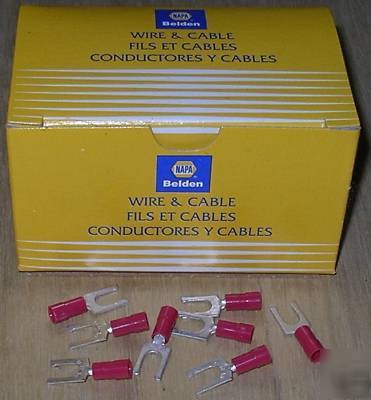 NAPA
Belden
WIRE & CABLE
FILS ET CABLES
CONDUCTORES Y CABLES
NAPA
Belden
WIRE & CABLE
FILS ET CABLES
CONDUCTORES Y CABLES